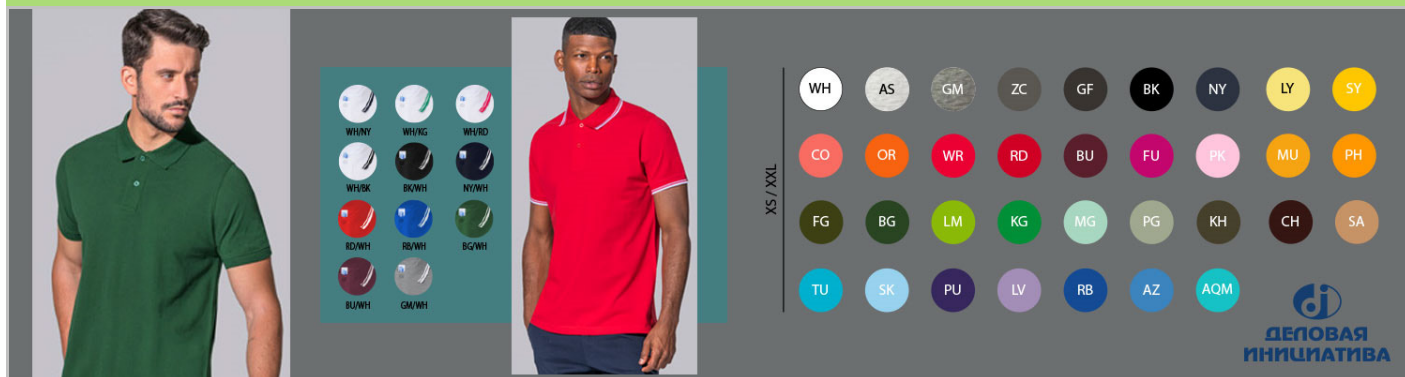 WH/NY WH/KG WH/RD
WH/BK BK/WH NY/WH
RD/WH RB/WH BG/WH
BU/WH GM/WH
XS / XXL
WH AS GM ZC GF BK NY LY SY
CO OR WR RD BU FU PK MU PH
FG BG LM KG MG PG KH CH SA
TU SK PU LV RB AZ AQM
di
ДЕЛОВАЯ
ИНИЦИАТИВА